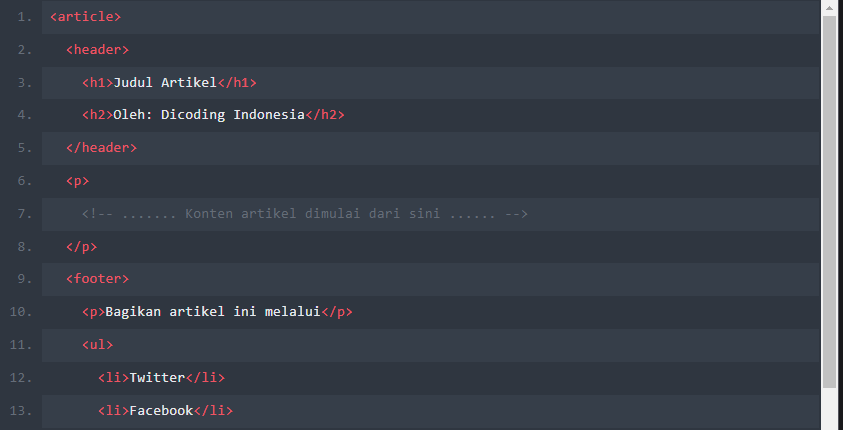 1. <article>
2. <header>
3. <h1>Judul Artikel</h1>
4. <h2>Oleh: Dicoding Indonesia</h2>
5. </header>
6. <p>
7. <!-- ....... Konten artikel dimulai dari sini ...... -->
8. </p>
9. <footer>
10. <p>Bagikan artikel ini melalui</p>
11. <ul>
12. <li>Twitter</li>
13. <li>Facebook</li>